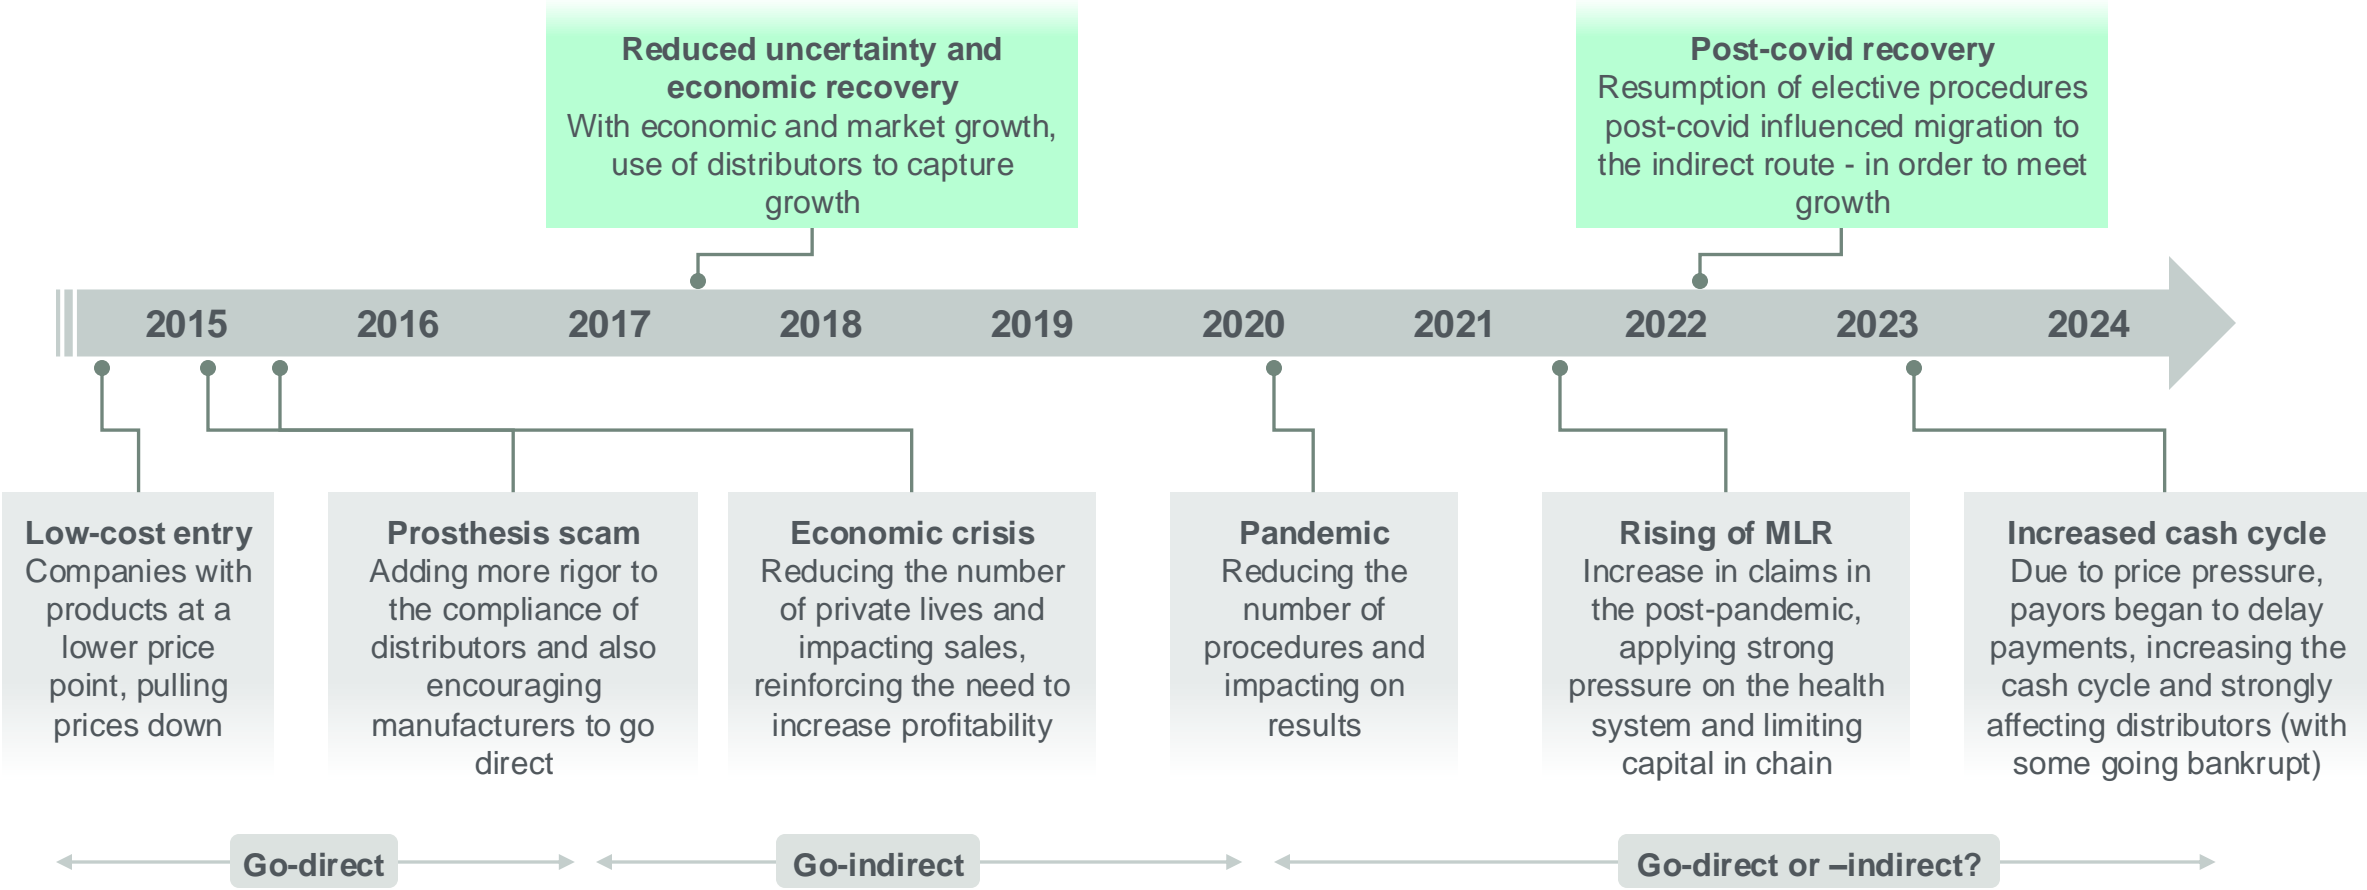 Reduced uncertainty and
economic recovery
With economic and market growth,
use of distributors to capture
growth
Post-covid recovery
Resumption of elective procedures
post-covid influenced migration to
the indirect route - in order to meet
growth
2015 2016 2017 2018 2019 2020 2021 2022 2023 2024
Low-cost entry
Companies with
products at a
lower price
point, pulling
prices down
Prosthesis scam
Adding more rigor to
the compliance of
distributors and also
encouraging
manufacturers to go
direct
Economic crisis
Reducing the number
of private lives and
impacting sales,
reinforcing the need to
increase profitability
Pandemic
Reducing the
number of
procedures and
impacting on
results
Rising of MLR
Increase in claims in
the post-pandemic,
applying strong
pressure on the health
system and limiting
capital in chain
Increased cash cycle
Due to price pressure,
payors began to delay
payments, increasing the
cash cycle and strongly
affecting distributors (with
some going bankrupt)
Go-direct
Go-indirect
Go-direct or –indirect?